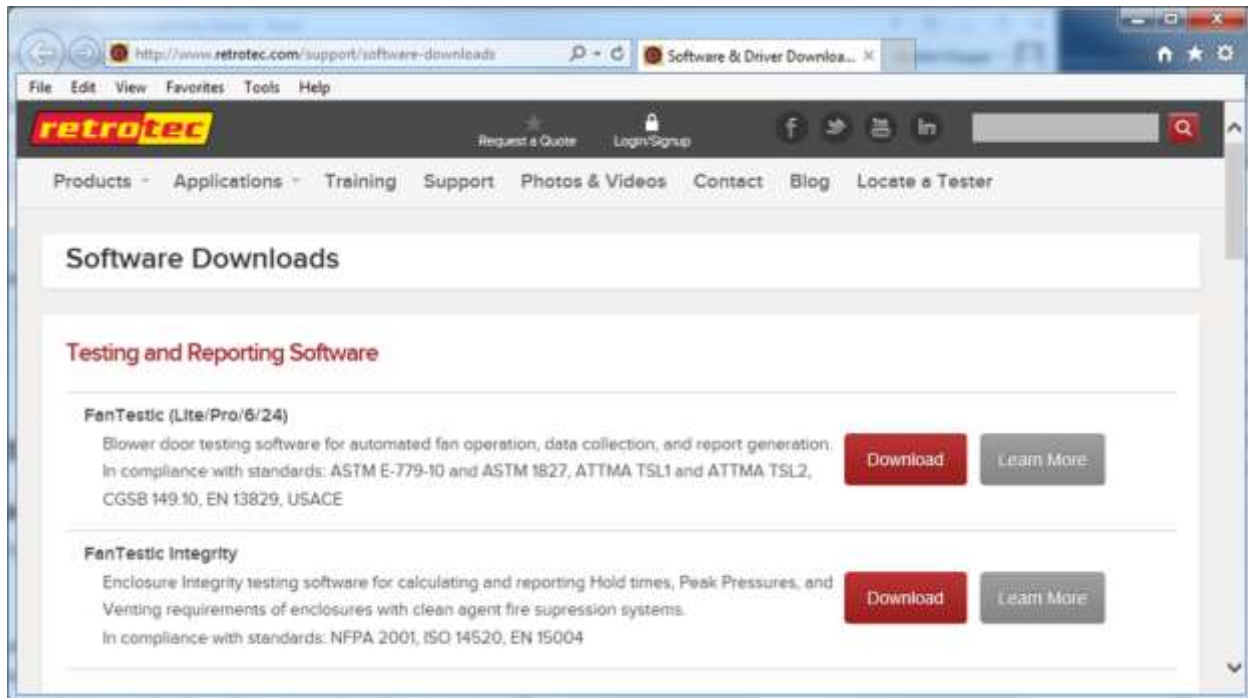 http://www.retrotec.com/support/software-downloads
Software & Driver Downloa...
File Edit View Favorites Tools Help
retrotec
Request a Quote Login/Signup
f You Tube in
Products Applications Training Support Photos & Videos Contact Blog Locate a Tester
Software Downloads
Testing and Reporting Software
FanTestic (Lite/Pro/6/24)
Blower door testing software for automated fan operation, data collection, and report generation.
In compliance with standards: ASTM E-779-10 and ASTM 1827, ATTMA TSL1 and ATTMA TSL2,
CGSB 149.10, EN 13829, USACE
Download Learn More
FanTestic Integrity
Enclosure Integrity testing software for calculating and reporting Hold times, Peak Pressures, and
Venting requirements of enclosures with clean agent fire supression systems.
In compliance with standards: NFPA 2001, ISO 14520, EN 15004
Download Learn More